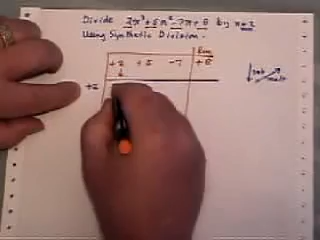 Divide 2x³+5x²-7x+8 by x+2
Using Synthetic Division.
Rem
+2 +5 -7 +8
+2